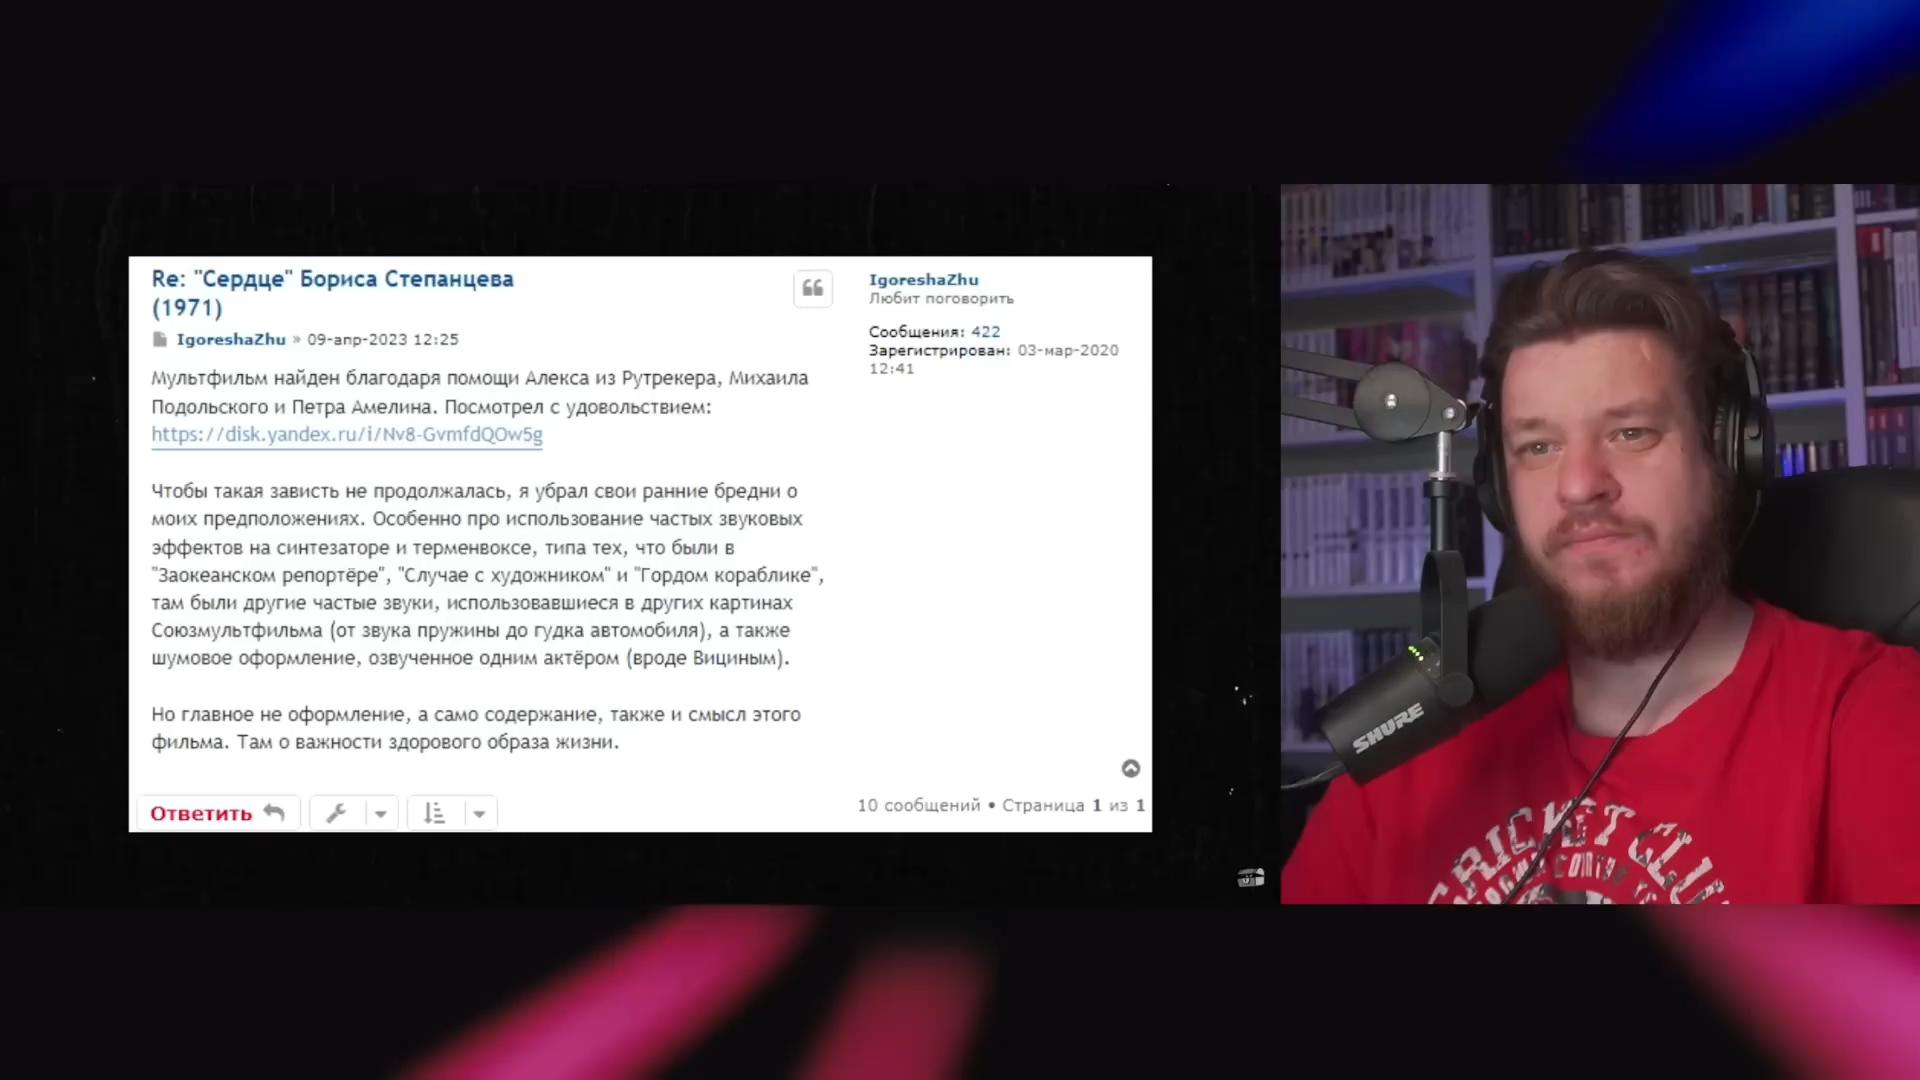 Re: "Сердце" Бориса Степанцева
(1971)
IgoreshaZhu » 09-апр-2023 12:25
Мультфильм найден благодаря помощи Алекса из Рутрекера, Михаила
Подольского и Петра Амелина. Посмотрел с удовольствием:
https://disk.yandex.ru/i/Nv8-GvmfdQOw5g
Чтобы такая зависть не продолжалась, я убрал свои ранние бредни о
моих предположениях. Особенно про использование частых звуковых
эффектов на синтезаторе и терменвоксе, типа тех, что были в
"Заокеанском репортёре", "Случае с художником" и "Гордом кораблике",
там были другие частые звуки, использовавшиеся в других картинах
Союзмультфильма (от звука пружины до гудка автомобиля), а также
шумовое оформление, озвученное одним актёром (вроде Вициным).
Но главное не оформление, а само содержание, также и смысл этого
фильма. Там о важности здорового образа жизни.
IgoreshaZhu
Любит поговорить
Сообщения: 422
Зарегистрирован: 03-мар-2020
12:41
Ответить
10 сообщений • Страница 1 из 1
SHURE
CRICKET CLU